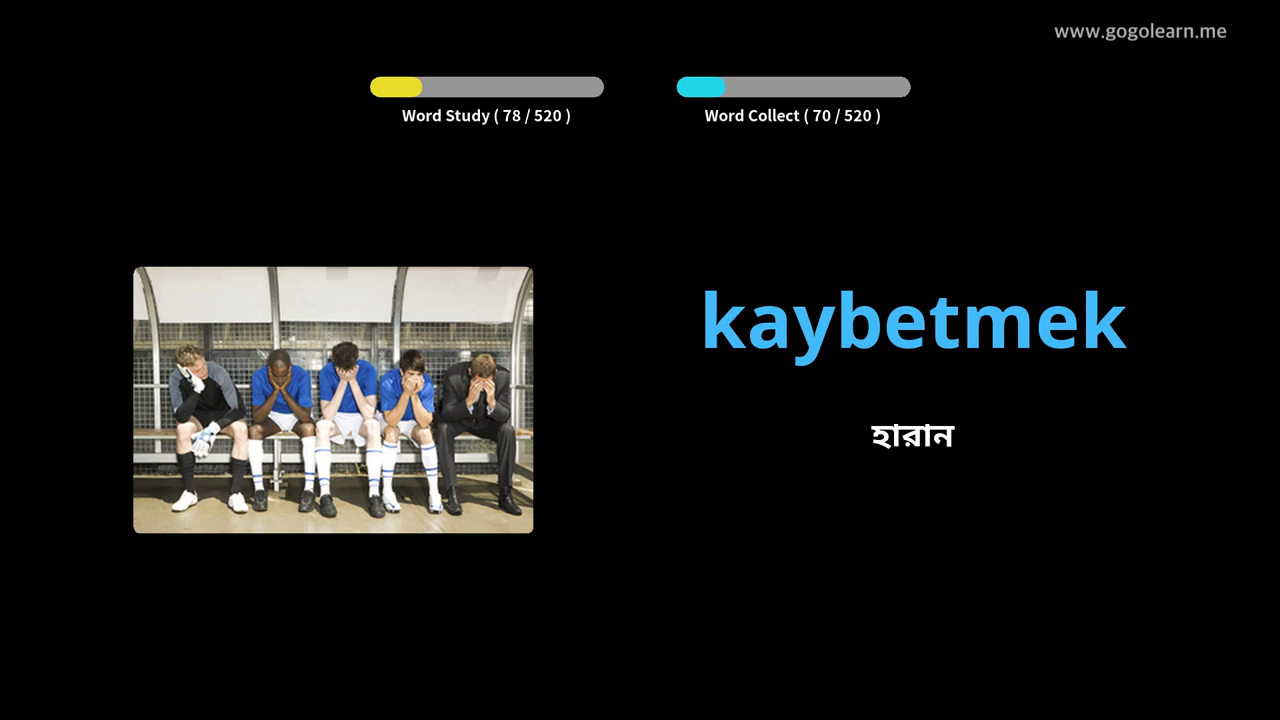 www.gogolearn.me
Word Study ( 78 / 520 )
Word Collect ( 70 / 520 )
kaybetmek
হারান